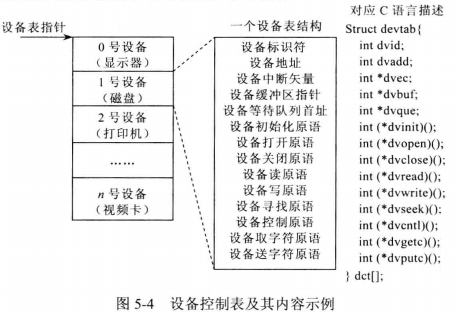 设备表指针
0 号设备
（显示器）
1 号设备
（磁盘）
2 号设备
（打印机）
……
n 号设备
（视频卡）
一个设备表结构
设备标识符
设备地址
设备中断矢量
设备缓冲区指针
设备等待队列首址
设备初始化原语
设备打开原语
设备关闭原语
设备读原语
设备写原语
设备寻找原语
设备控制原语
设备取字符原语
设备送字符原语
对应 C 语言描述
Struct devtab{
int dvid;
int dvadd;
int *dvec;
int *dvbuf;
int *dvque;
int (*dvinit)();
int (*dvopen)();
int (*dvclose)();
int (*dvread)();
int (*dvwrite)();
int (*dvseek)();
int (*dvcntl)();
int (*dvgetc)();
int (*dvputc)();
} dct[];
图 5-4 设备控制表及其内容示例